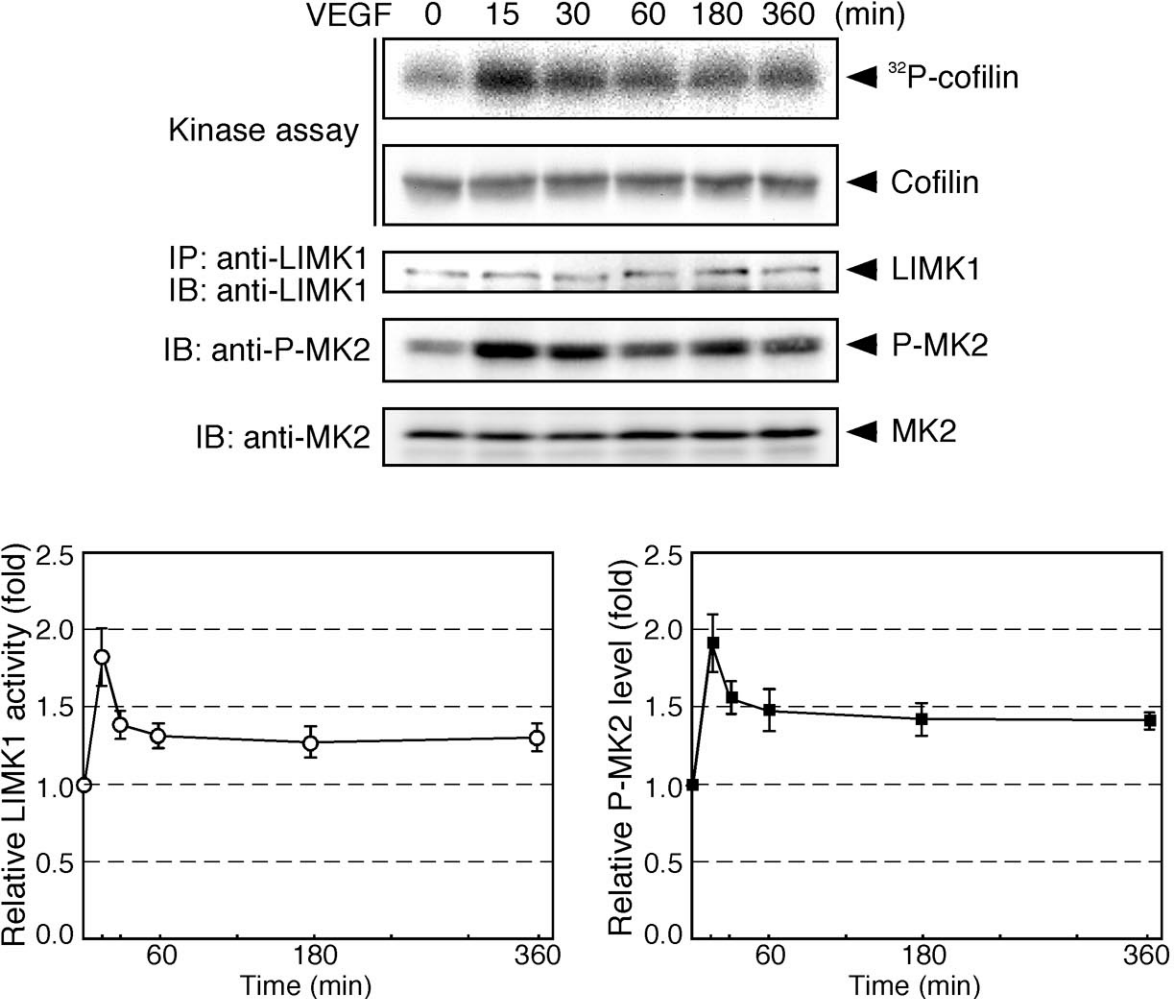 VEGF 0 15 30 60 180 360 (min)
³²P-cofilin
Kinase assay
Cofilin
IP: anti-LIMK1
IB: anti-LIMK1
LIMK1
IB: anti-P-MK2
P-MK2
IB: anti-MK2
MK2
Relative LIMK1 activity (fold)
2.5
2.0
1.5
1.0
0.5
0.0
60 180 360
Time (min)
Relative P-MK2 level (fold)
2.5
2.0
1.5
1.0
0.5
0.0
60 180 360
Time (min)